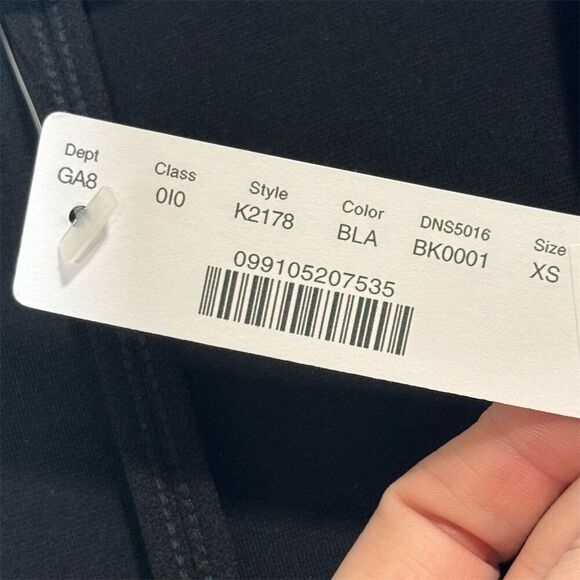 Dept Class Style Color DNS5016 Size
GA8 0I0 K2178 BLA BK0001 XS
099105207535